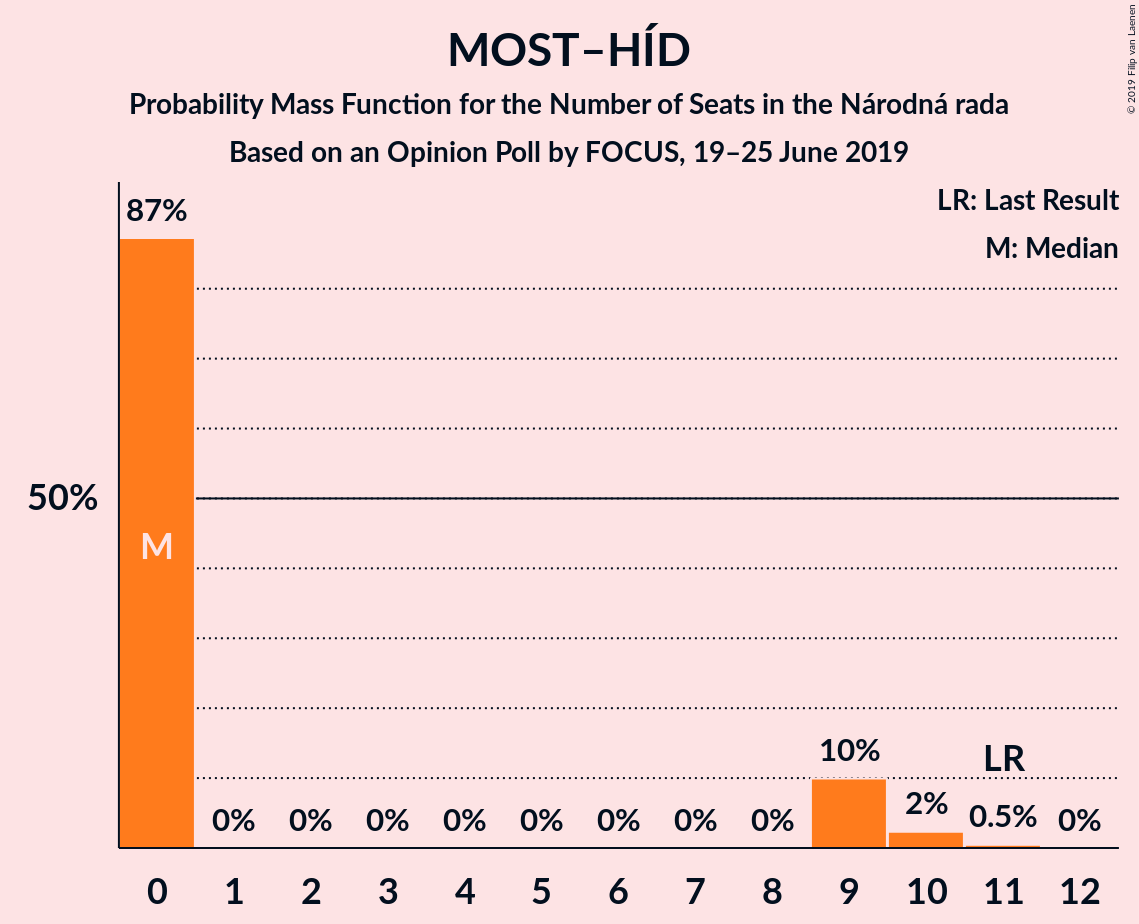 MOST–HÍD
Probability Mass Function for the Number of Seats in the Národná rada
Based on an Opinion Poll by FOCUS, 19–25 June 2019
© 2019 Filip van Laenen
LR: Last Result
M: Median
87%
50%
M
10%
LR
0% 0% 0% 0% 0% 0% 0% 0% 2% 0.5% 0%
0 1 2 3 4 5 6 7 8 9 10 11 12